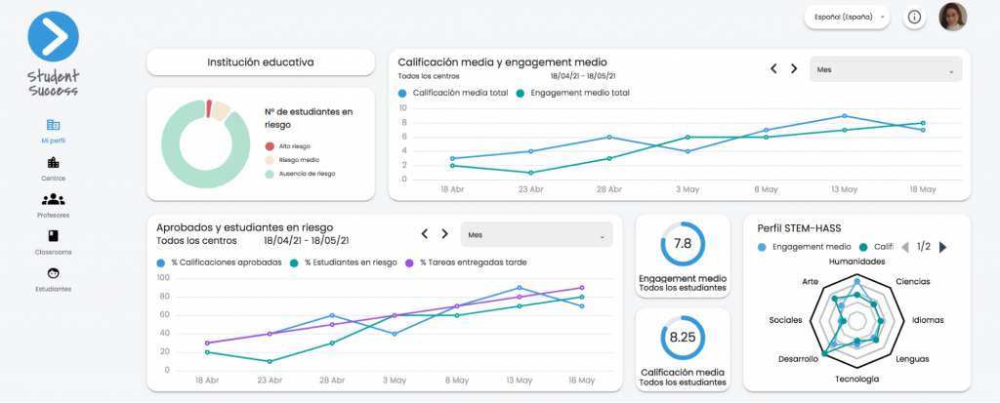 Español (España)
Student
Success
Mi perfil
Centros
Profesores
Classrooms
Estudiantes
Institución educativa
Nº de estudiantes en
riesgo
Alto riesgo
Riesgo medio
Ausencia de riesgo
Calificación media y engagement medio
Todos los centros 18/04/21 - 18/05/21
Mes
Calificación media total Engagement medio total
10
8
6
4
2
0
18 Abr 23 Abr 28 Abr 3 May 8 May 13 May 18 May
Aprobados y estudiantes en riesgo
Todos los centros 18/04/21 - 18/05/21
Mes
% Calificaciones aprobadas % Estudiantes en riesgo % Tareas entregadas tarde
100
80
60
40
20
0
18 Abr 23 Abr 28 Abr 3 May 8 May 13 May 18 May
7.8
Engagement medio
Todos los estudiantes
8.25
Calificación media
Todos los estudiantes
Perfil STEM-HASS
Engagement medio Califi 1/2
Humanidades
Arte Ciencias
Sociales Idiomas
Desarrollo Lenguas
Tecnología